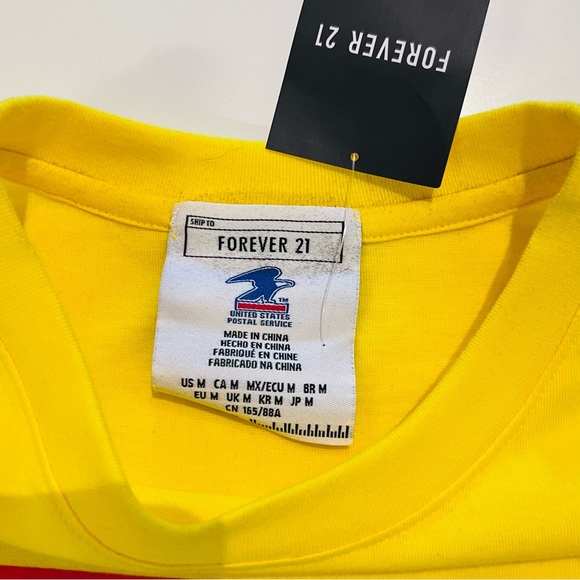 FOREVER 21
SHIP TO
FOREVER 21
TM
UNITED STATES
POSTAL SERVICE
MADE IN CHINA
HECHO EN CHINA
FABRIQUÉ EN CHINE
FABRICADO NA CHINA
US M CA M MX/ECU M BR M
EU M UK M KR M JP M
CN 165/88A